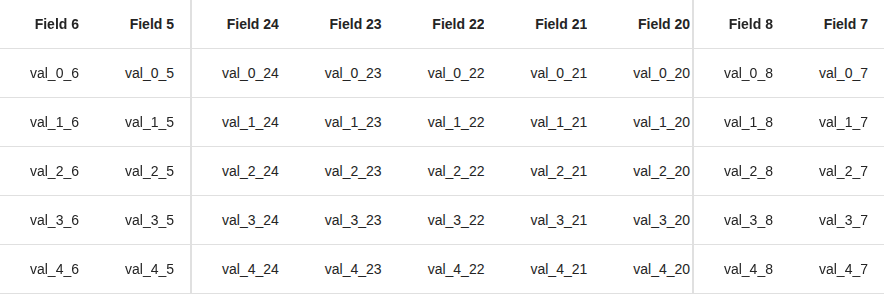 Field 6 Field 5 Field 24 Field 23 Field 22 Field 21 Field 20 Field 8 Field 7
val_0_6 val_0_5 val_0_24 val_0_23 val_0_22 val_0_21 val_0_20 val_0_8 val_0_7
val_1_6 val_1_5 val_1_24 val_1_23 val_1_22 val_1_21 val_1_20 val_1_8 val_1_7
val_2_6 val_2_5 val_2_24 val_2_23 val_2_22 val_2_21 val_2_20 val_2_8 val_2_7
val_3_6 val_3_5 val_3_24 val_3_23 val_3_22 val_3_21 val_3_20 val_3_8 val_3_7
val_4_6 val_4_5 val_4_24 val_4_23 val_4_22 val_4_21 val_4_20 val_4_8 val_4_7